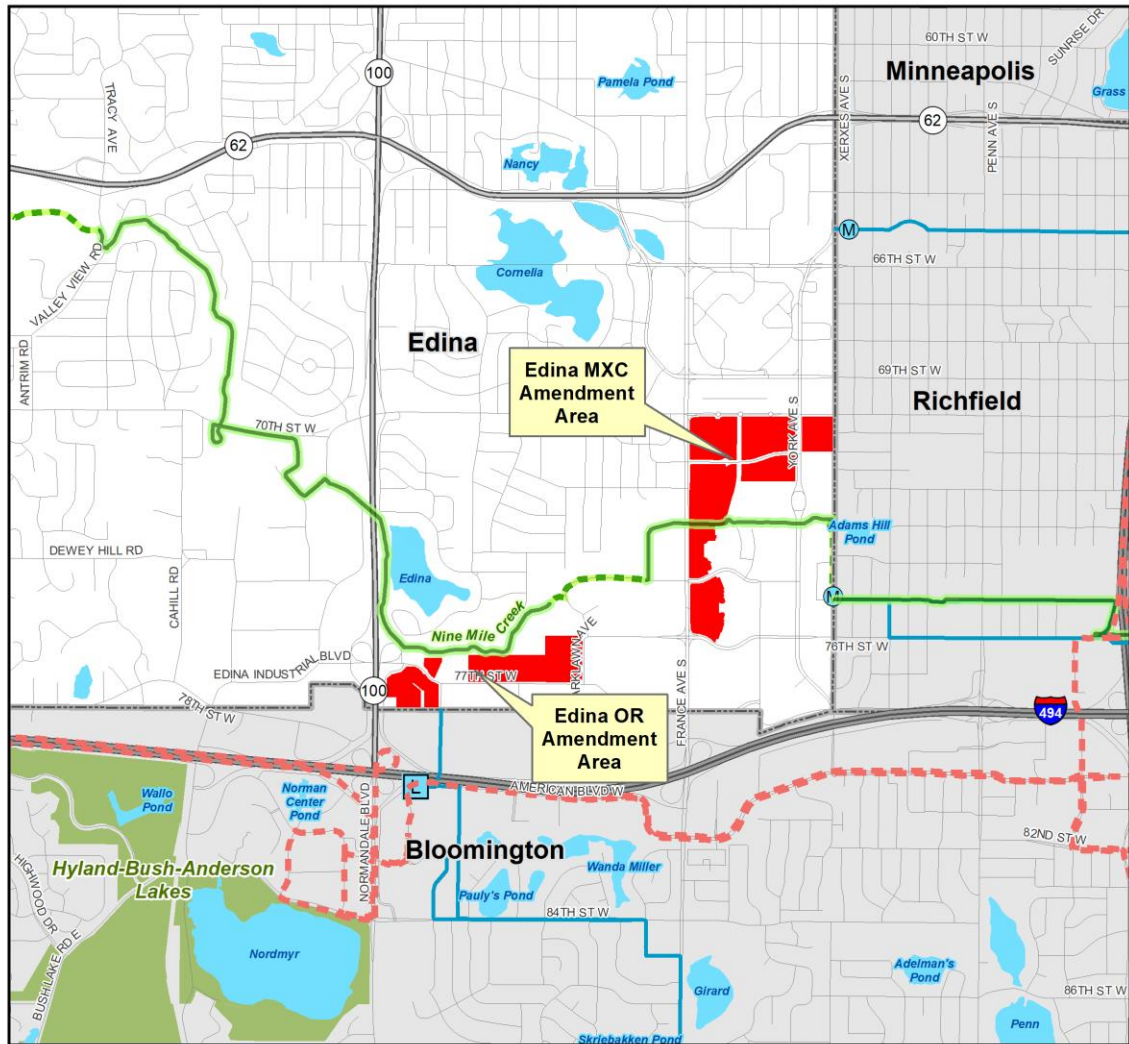 60TH ST W
SUNRISE DR
Minneapolis
Grass
TRACY AVE
100
Pamela Pond
XERXES AVE S
PENN AVE S
62
62
Nancy
M
66TH ST W
VALLEY VIEW RD
Cornelia
ANTRIM RD
Edina
Edina MXC
Amendment
Area
69TH ST W
Richfield
70TH ST W
YORK AVE S
Adams Hill
Pond
DEWEY HILL RD
CAHILL RD
Edina
M
Nine Mile Creek
76TH ST W
EDINA INDUSTRIAL BLVD
77TH ST W
ARKLAWN AVE
FRANCE AVE S
100
78TH ST W
Edina OR
Amendment
Area
494
Wallo
Pond
Norman
Center
Pond
NORMANDALE BLVD
L
AMERICAN BLVD W
82ND ST W
Bloomington
Hyland-Bush-Anderson
Lakes
HIGHWOOD DR
Wanda Miller
Pauly's Pond
84TH ST W
Nordmyr
BUSH LAKE RD E
Adelman's
Pond
Girard
86TH ST W
Penn
Skriebakken Pond